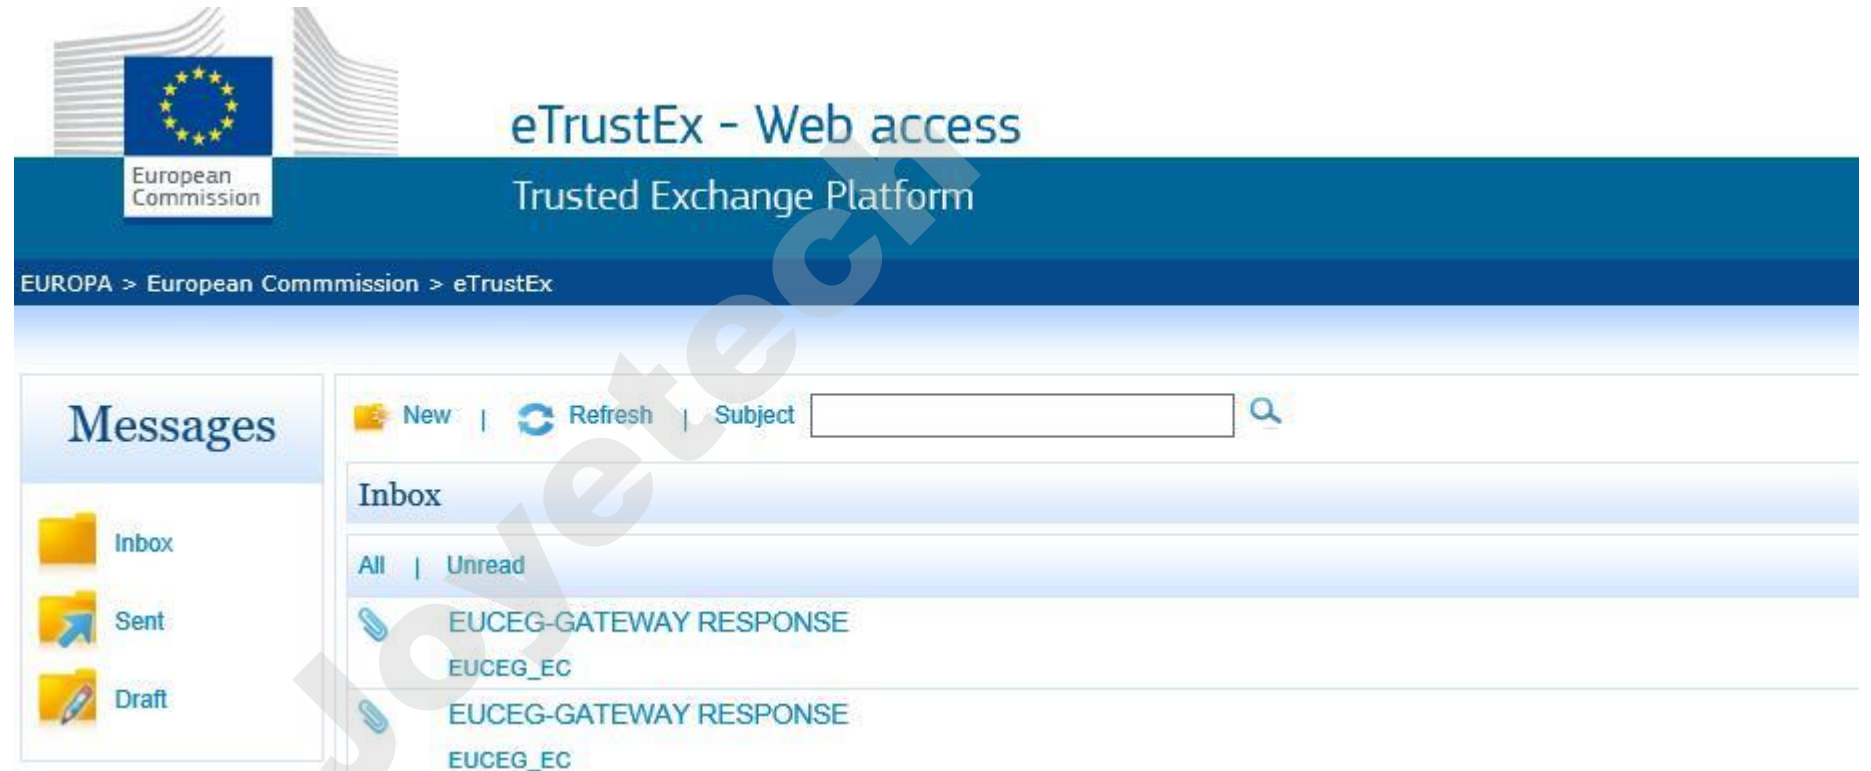 eTrustEx - Web access
European
Commission
Trusted Exchange Platform
EUROPA > European Commmission > eTrustEx
Messages
New | Refresh | Subject
Inbox
Inbox
All | Unread
Sent
EUCEG-GATEWAY RESPONSE
EUCEG_EC
Draft
EUCEG-GATEWAY RESPONSE
EUCEG_EC
Joyetech